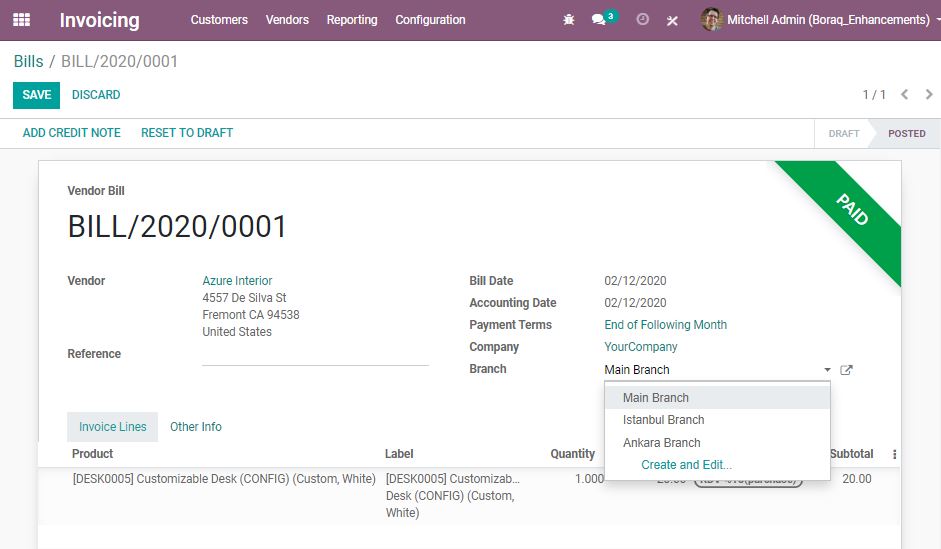 Invoicing Customers Vendors Reporting Configuration 3 Mitchell Admin (Boraq_Enhancements)
Bills / BILL/2020/0001
SAVE DISCARD 1 / 1
ADD CREDIT NOTE RESET TO DRAFT DRAFT POSTED
PAID
Vendor Bill
BILL/2020/0001
Vendor Azure Interior
4557 De Silva St
Fremont CA 94538
United States
Reference
Bill Date 02/12/2020
Accounting Date 02/12/2020
Payment Terms End of Following Month
Company YourCompany
Branch Main Branch
Main Branch
Istanbul Branch
Ankara Branch
Create and Edit...
Invoice Lines Other Info
Product Label Quantity Subtotal
[DESK0005] Customizable Desk (CONFIG) (Custom, White) [DESK0005] Customizab... 1.000 20.00
Desk (CONFIG) (Custom,
White)